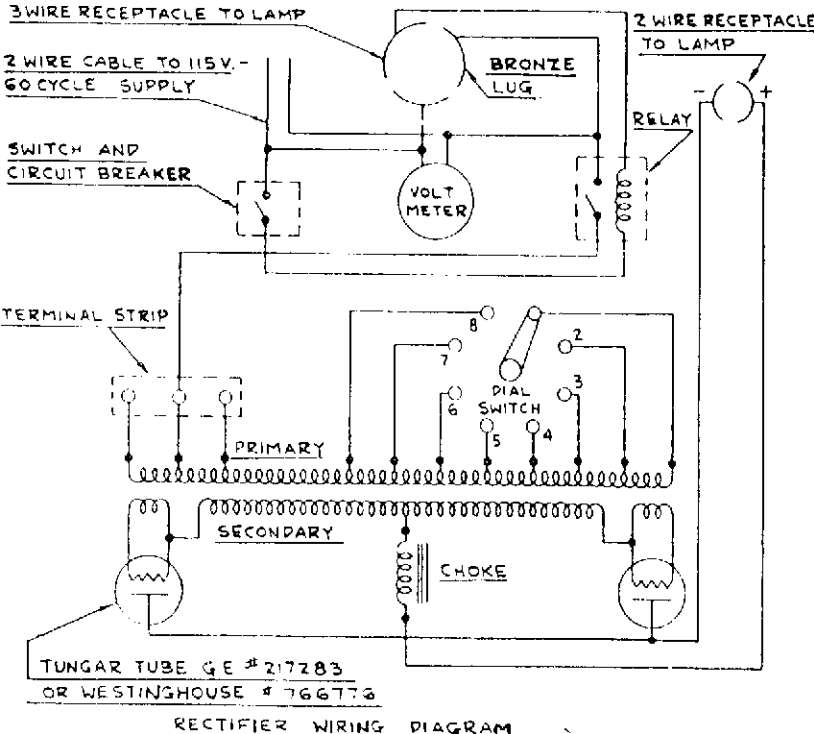 3 WIRE RECEPTACLE TO LAMP
2 WIRE RECEPTACLE
TO LAMP
2 WIRE CABLE TO 115 V. -
60 CYCLE SUPPLY
BRONZE
LUG
RELAY
SWITCH AND
CIRCUIT BREAKER
VOLT
METER
- +
TERMINAL STRIP
8
7
2
6
3
DIAL
SWITCH
5
4
PRIMARY
SECONDARY
CHOKE
TUNGAR TUBE GE #217283
OR WESTINGHOUSE #766776
RECTIFIER WIRING DIAGRAM